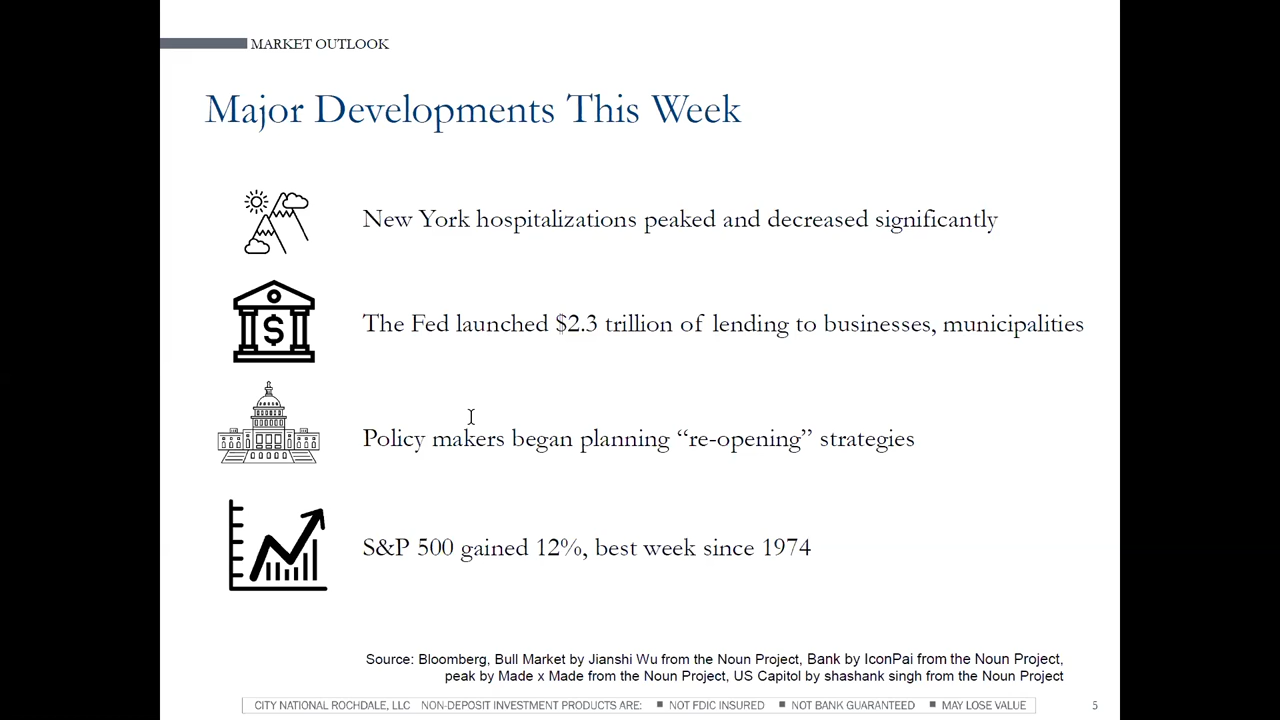 MARKET OUTLOOK
Major Developments This Week
New York hospitalizations peaked and decreased significantly
The Fed launched $2.3 trillion of lending to businesses, municipalities
Policy makers began planning “re-opening” strategies
S&P 500 gained 12%, best week since 1974
Source: Bloomberg, Bull Market by Jianshi Wu from the Noun Project, Bank by IconPai from the Noun Project,
peak by Made x Made from the Noun Project, US Capitol by shashank singh from the Noun Project
CITY NATIONAL ROCHDALE, LLC NON-DEPOSIT INVESTMENT PRODUCTS ARE: ■ NOT FDIC INSURED ■ NOT BANK GUARANTEED ■ MAY LOSE VALUE 5